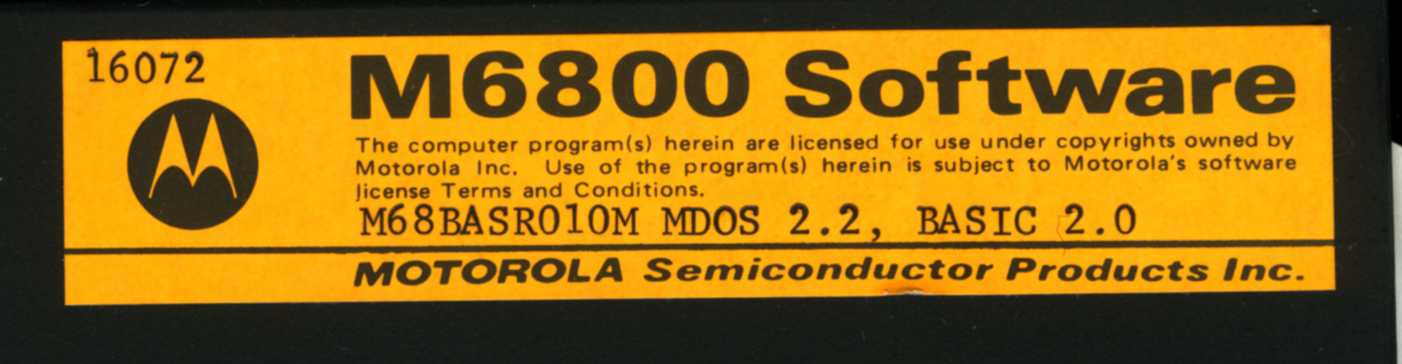 16072
M6800 Software
The computer program(s) herein are licensed for use under copyrights owned by
Motorola Inc. Use of the program(s) herein is subject to Motorola's software
license Terms and Conditions.
M68BASR010M MDOS 2.2, BASIC 2.0
MOTOROLA Semiconductor Products Inc.